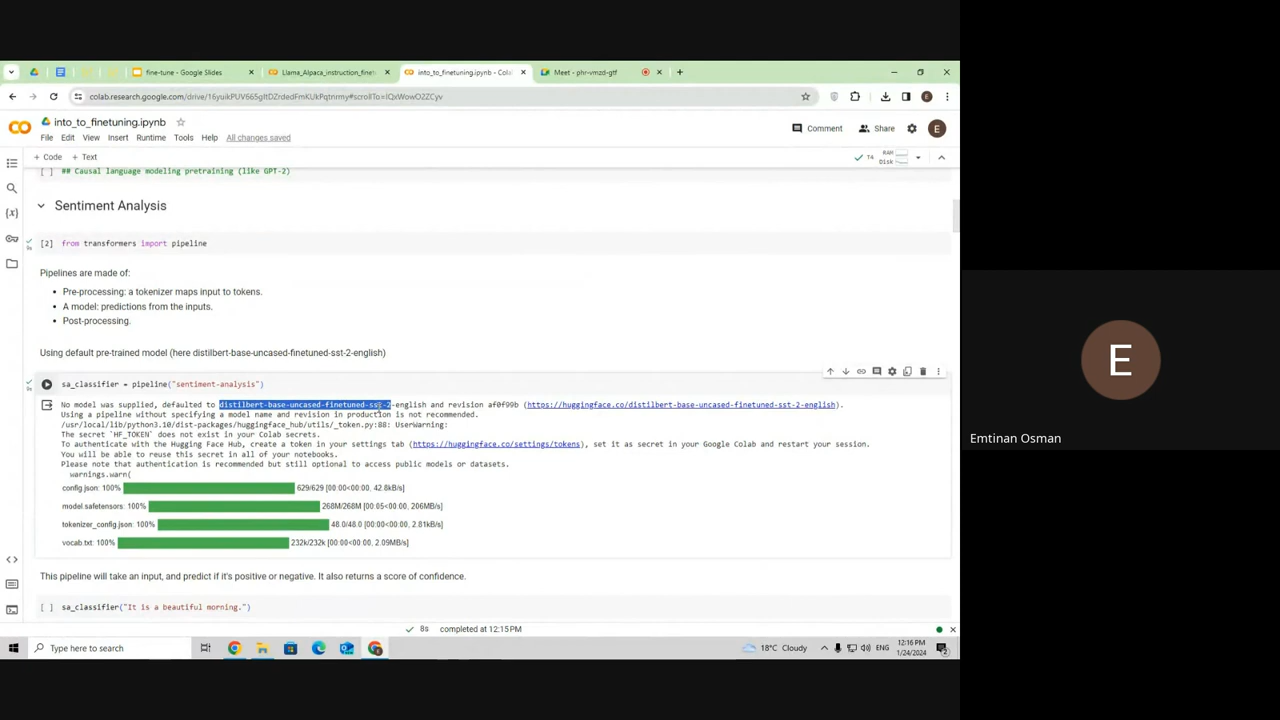 fine-tune - Google Slides
Llama_Alpaca_instruction_finet
into_to_finetuning.ipynb - Colab
Meet - phr-vmzd-gtf
colab.research.google.com/drive/16yuikPUV665gItDZrdedFmKUkPqtnrmy#scrollTo=IQxWowO2ZCyv
E
into_to_finetuning.ipynb
File Edit View Insert Runtime Tools Help All changes saved
Comment Share E
+ Code + Text
T4 RAM
Disk
[ ] ## Causal language modeling pretraining (like GPT-2)
Sentiment Analysis
[2] from transformers import pipeline
Pipelines are made of:
• Pre-processing: a tokenizer maps input to tokens.
• A model: predictions from the inputs.
• Post-processing.
Using default pre-trained model (here distilbert-base-uncased-finetuned-sst-2-english)
sa_classifier = pipeline("sentiment-analysis")
No model was supplied, defaulted to distilbert-base-uncased-finetuned-sst-2-english and revision af0f99b (https://huggingface.co/distilbert-base-uncased-finetuned-sst-2-english).
Using a pipeline without specifying a model name and revision in production is not recommended.
/usr/local/lib/python3.10/dist-packages/huggingface_hub/utils/_token.py:88: UserWarning:
The secret `HF_TOKEN` does not exist in your Colab secrets.
To authenticate with the Hugging Face Hub, create a token in your settings tab (https://huggingface.co/settings/tokens), set it as secret in your Google Colab and restart your session.
You will be able to reuse this secret in all of your notebooks.
Please note that authentication is recommended but still optional to access public models or datasets.
warnings.warn(
config.json: 100% 629/629 [00:00<00:00, 42.8kB/s]
model.safetensors: 100% 268M/268M [00:05<00:00, 206MB/s]
tokenizer_config.json: 100% 48.0/48.0 [00:00<00:00, 2.81kB/s]
vocab.txt: 100% 232k/232k [00:00<00:00, 2.09MB/s]
This pipeline will take an input, and predict if it's positive or negative. It also returns a score of confidence.
[ ] sa_classifier("It is a beautiful morning.")
8s completed at 12:15 PM
Type here to search
18°C Cloudy
ENG
12:16 PM
1/24/2024
2
E
Emtinan Osman